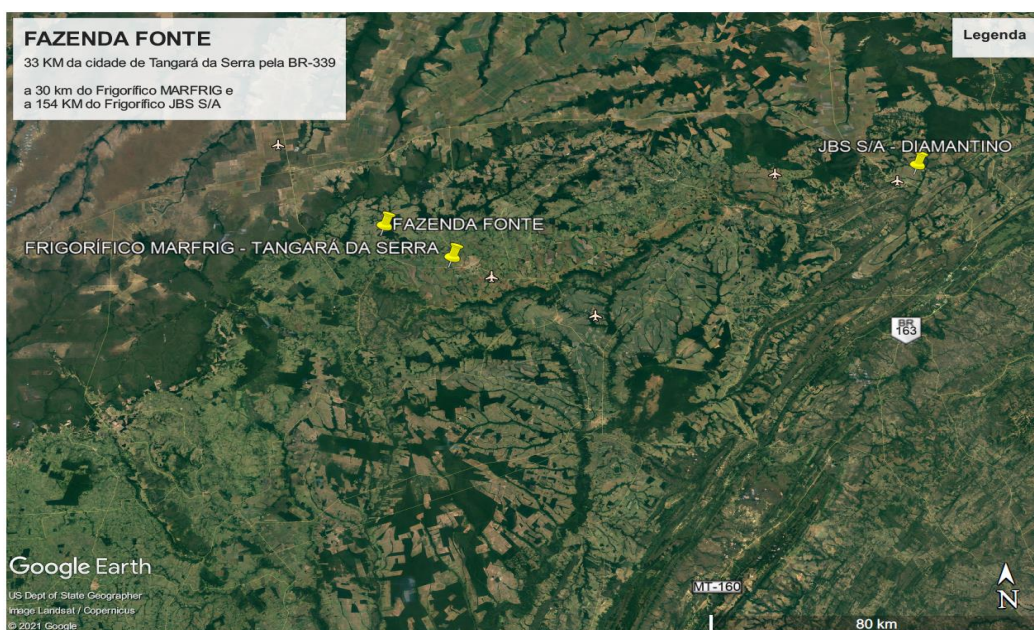 FAZENDA FONTE
33 KM da cidade de Tangará da Serra pela BR-339
a 30 km do Frigorífico MARFRIG e
a 154 KM do Frigorífico JBS S/A
Legenda
JBS S/A - DIAMANTINO
FAZENDA FONTE
FRIGORÍFICO MARFRIG - TANGARÁ DA SERRA
BR
163
Google Earth
US Dept of State Geographer
Image Landsat / Copernicus
© 2021 Google
MT-160
N
80 km